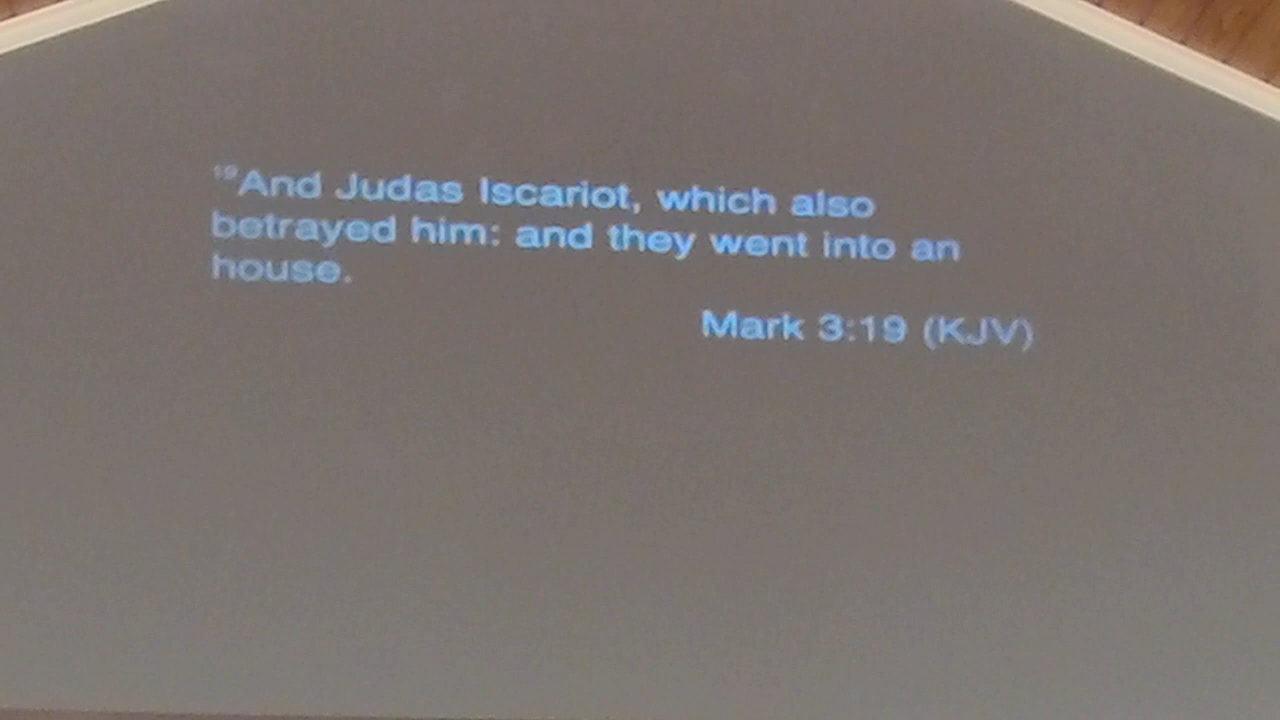 ¹⁹And Judas Iscariot, which also
betrayed him: and they went into an
house.
Mark 3:19 (KJV)